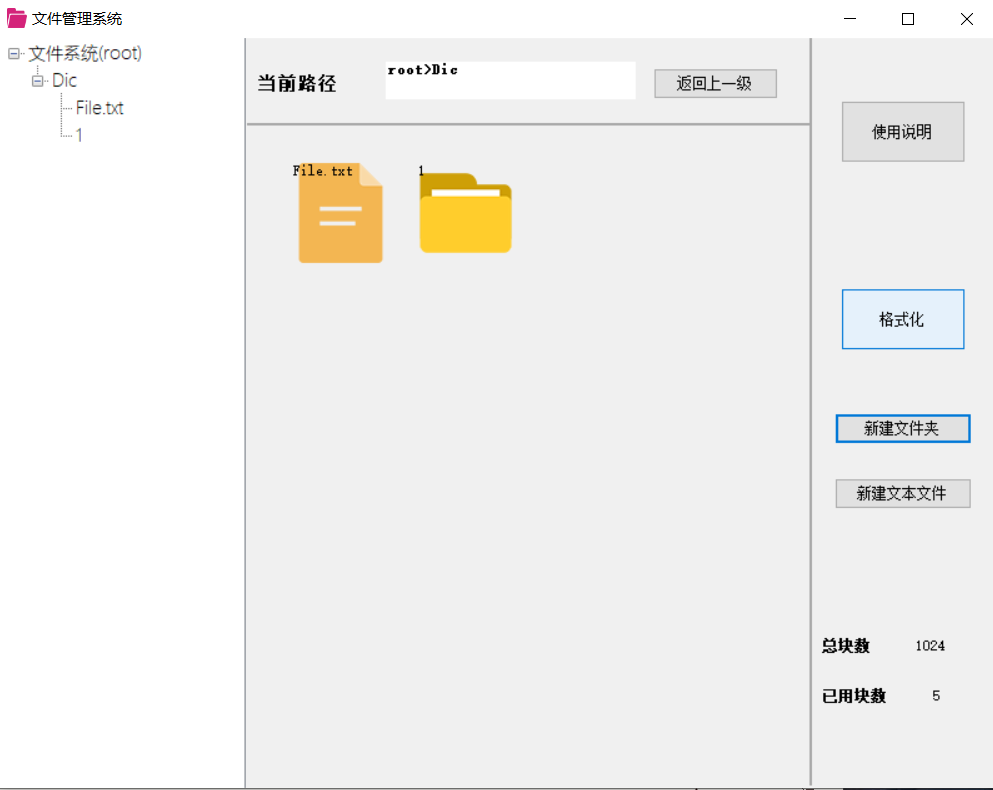 文件管理系统
文件系统(root)
Dic
File.txt
1
当前路径
root>Dic
返回上一级
File.txt
1
使用说明
格式化
新建文件夹
新建文本文件
总块数 1024
已用块数 5